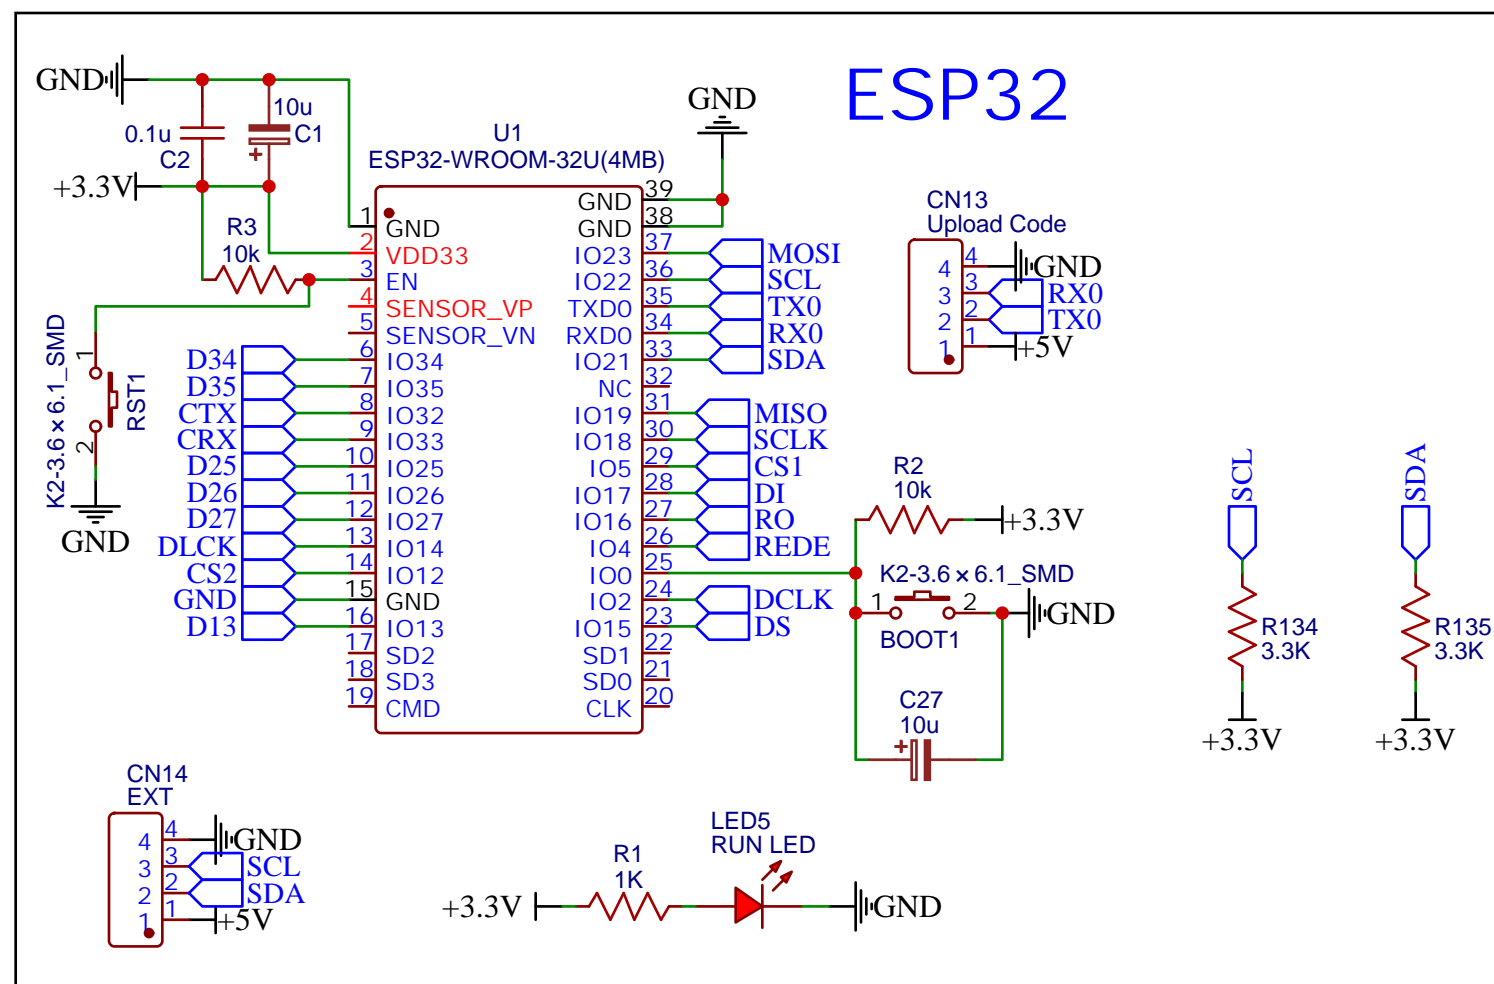 ESP32
GND
10u
0.1u
C1
C2
+3.3V
R3
10k
U1
ESP32-WROOM-32U(4MB)
GND
1
GND
2
VDD33
3
EN
4
SENSOR_VP
5
SENSOR_VN
D34
6
IO34
D35
7
IO35
CTX
8
IO32
CRX
9
IO33
D25
10
IO25
D26
11
IO26
D27
12
IO27
DLCK
13
IO14
CS2
14
IO12
GND
15
GND
D13
16
IO13
17
SD2
18
SD3
19
CMD
GND
39
GND
38
IO23
37
MOSI
IO22
36
SCL
TXD0
35
TX0
RXD0
34
RX0
IO21
33
SDA
NC
32
IO19
31
MISO
IO18
30
SCLK
IO5
29
CS1
IO17
28
DI
IO16
27
RO
IO4
26
REDE
IO0
25
IO2
24
DCLK
IO15
23
DS
SD1
22
SD0
21
CLK
20
K2-3.6×6.1_SMD
1
2
RST1
GND
CN13
Upload Code
4
4
GND
3
3
RX0
2
2
TX0
1
1
+5V
R2
10k
+3.3V
K2-3.6×6.1_SMD
1
2
GND
BOOT1
C27
10u
+
SCL
R134
3.3K
+3.3V
SDA
R135
3.3K
+3.3V
CN14
EXT
4
4
GND
3
3
SCL
2
2
SDA
1
1
+5V
+3.3V
R1
1K
LED5
RUN LED
GND
+